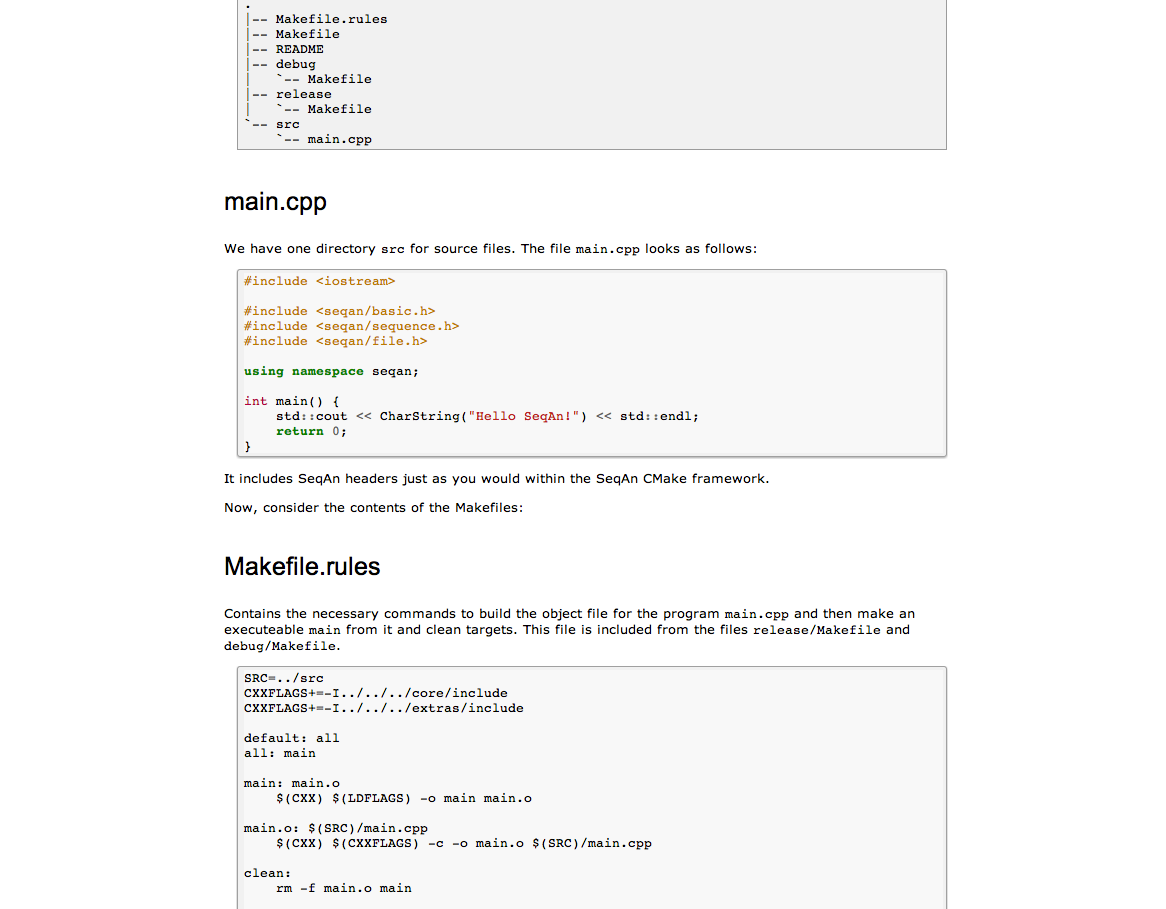 .
|-- Makefile.rules
|-- Makefile
|-- README
|-- debug
|   `-- Makefile
|-- release
|   `-- Makefile
`-- src
    `-- main.cpp
main.cpp
We have one directory src for source files. The file main.cpp looks as follows:
#include <iostream>
#include <seqan/basic.h>
#include <seqan/sequence.h>
#include <seqan/file.h>
using namespace seqan;
int main() {
    std::cout << CharString("Hello SeqAn!") << std::endl;
    return 0;
}
It includes SeqAn headers just as you would within the SeqAn CMake framework.
Now, consider the contents of the Makefiles:
Makefile.rules
Contains the necessary commands to build the object file for the program main.cpp and then make an
executeable main from it and clean targets. This file is included from the files release/Makefile and
debug/Makefile.
SRC=../src
CXXFLAGS+=-I../../../core/include
CXXFLAGS+=-I../../../extras/include
default: all
all: main
main: main.o
    $(CXX) $(LDFLAGS) -o main main.o
main.o: $(SRC)/main.cpp
    $(CXX) $(CXXFLAGS) -c -o main.o $(SRC)/main.cpp
clean:
    rm -f main.o main